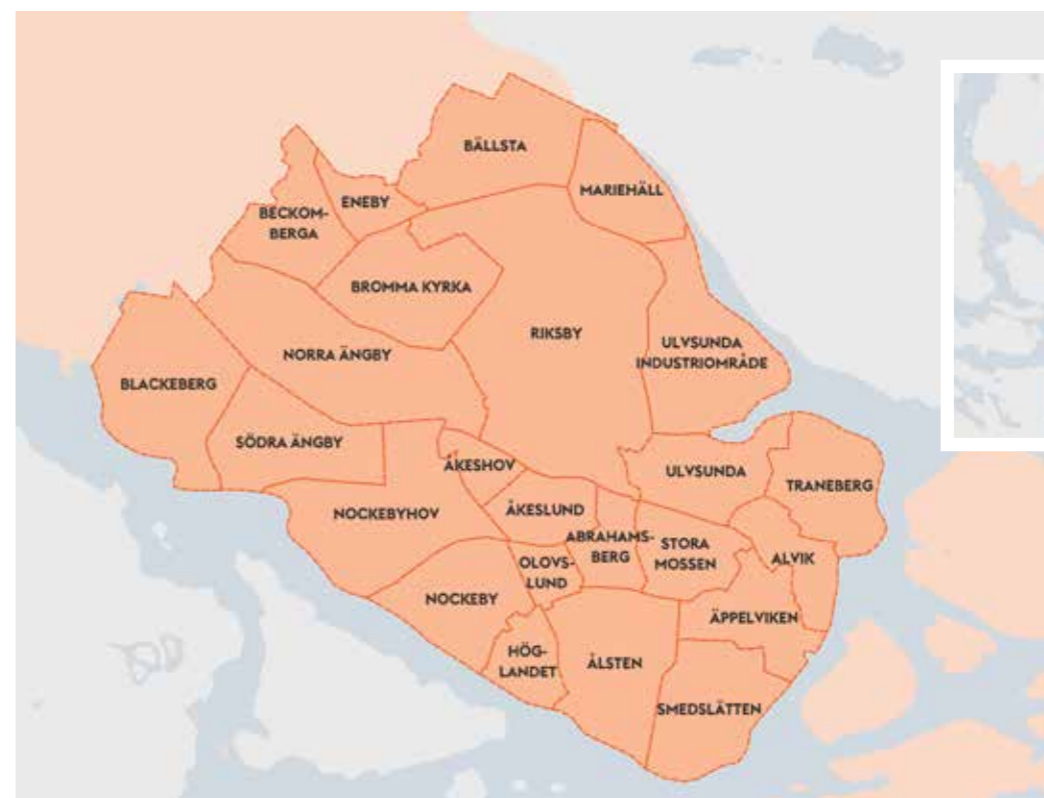 BÄLLSTA
MARIEHÄLL
ENEBY
BECKOM-
BERGA
BROMMA KYRKA
RIKSBY
ULVSUNDA
INDUSTRIOMRÅDE
NORRA ÄNGBY
BLACKEBERG
SÖDRA ÄNGBY
ÅKESHOV
ULVSUNDA
TRANEBERG
NOCKEBYHOV
ÅKESLUND
ABRAHAMS-
BERG
STORA
MOSSEN
ALVIK
OLOVS-
LUND
NOCKEBY
ÄPPELVIKEN
HÖG-
LANDET
ÅLSTEN
SMEDSLÄTTEN